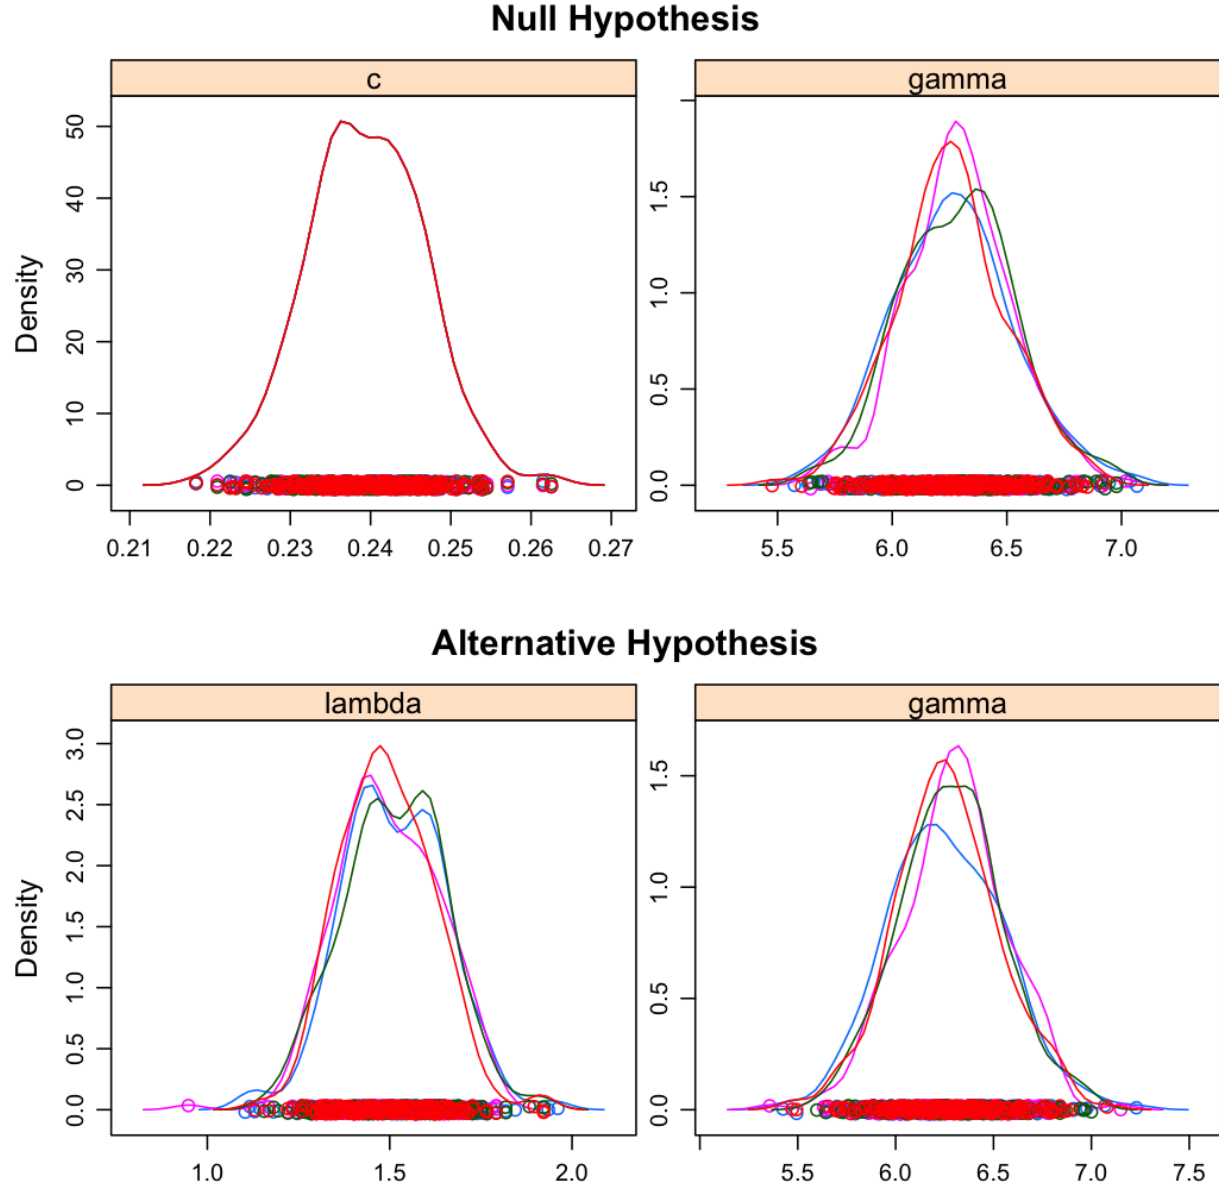 Null Hypothesis
c gamma
Density
50
40
30
20
10
0
0.21 0.22 0.23 0.24 0.25 0.26 0.27
1.5
1.0
0.5
0.0
5.5 6.0 6.5 7.0
Alternative Hypothesis
lambda gamma
Density
3.0
2.5
2.0
1.5
1.0
0.5
0.0
1.0 1.5 2.0
1.5
1.0
0.5
0.0
5.5 6.0 6.5 7.0 7.5